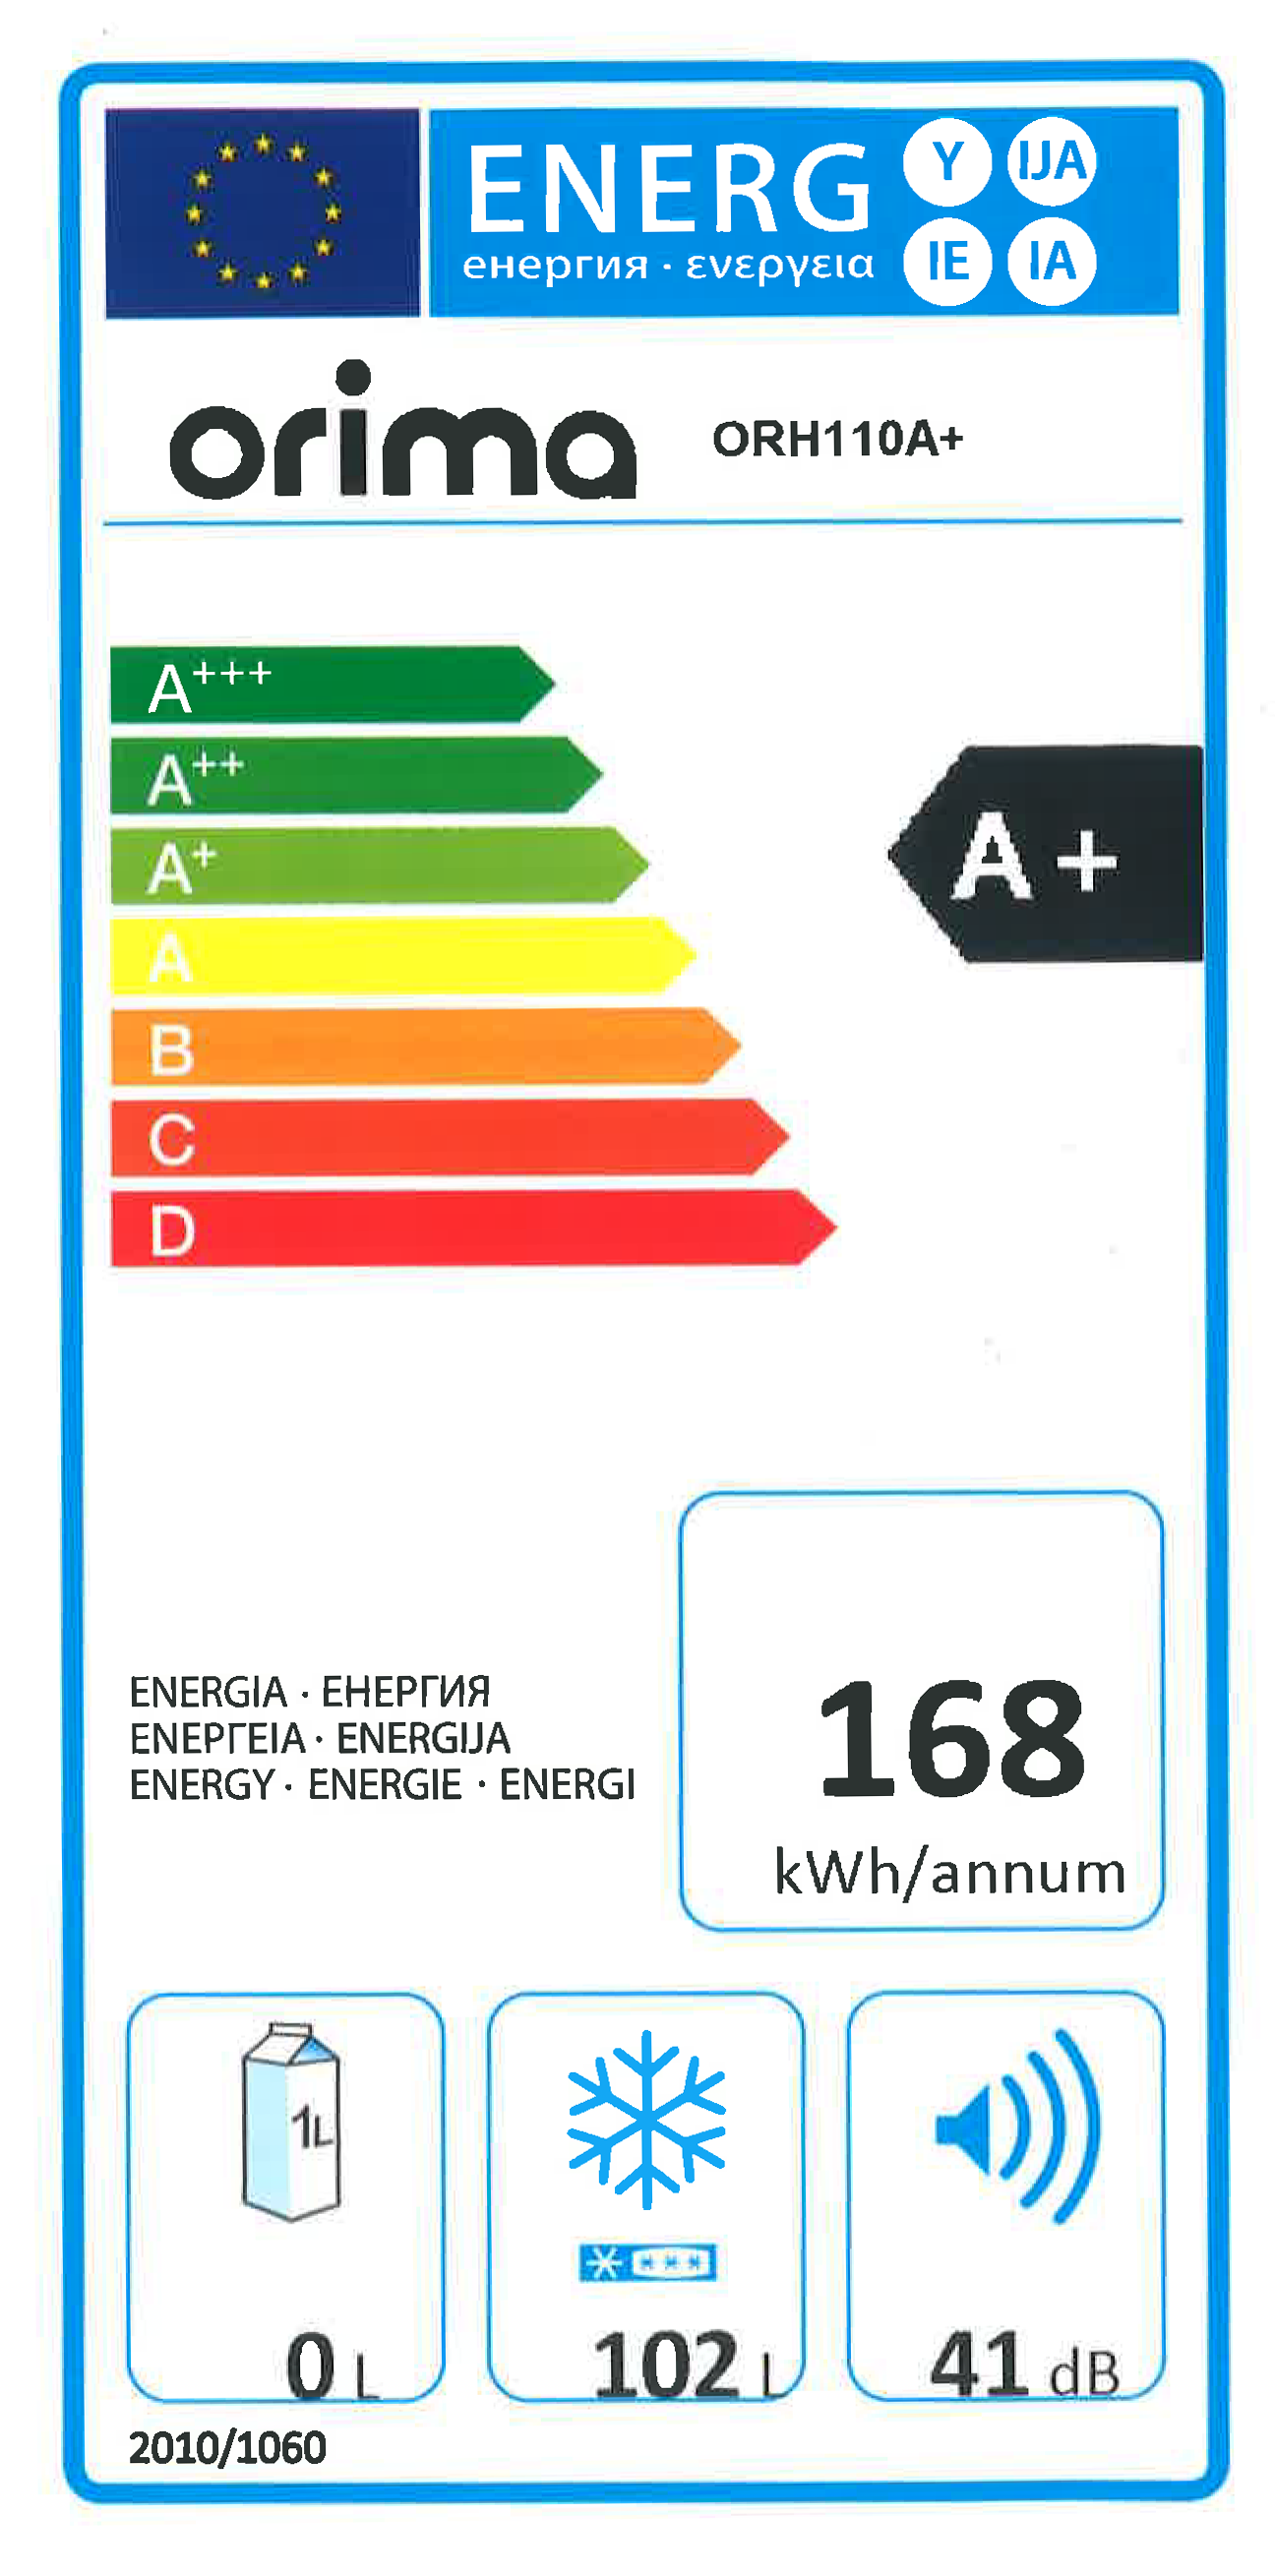 ENERG Y IJA
енергия · ενεργεια IE IA
orima ORH110A+
A+++
A++
A+
A+
A
B
C
D
ENERGIA · ЕНЕРГИЯ
ΕΝΕΡΓΕΙΑ · ENERGIJA
ENERGY · ENERGIE · ENERGI
168
kWh/annum
1L
0 L
102 L
41 dB
2010/1060